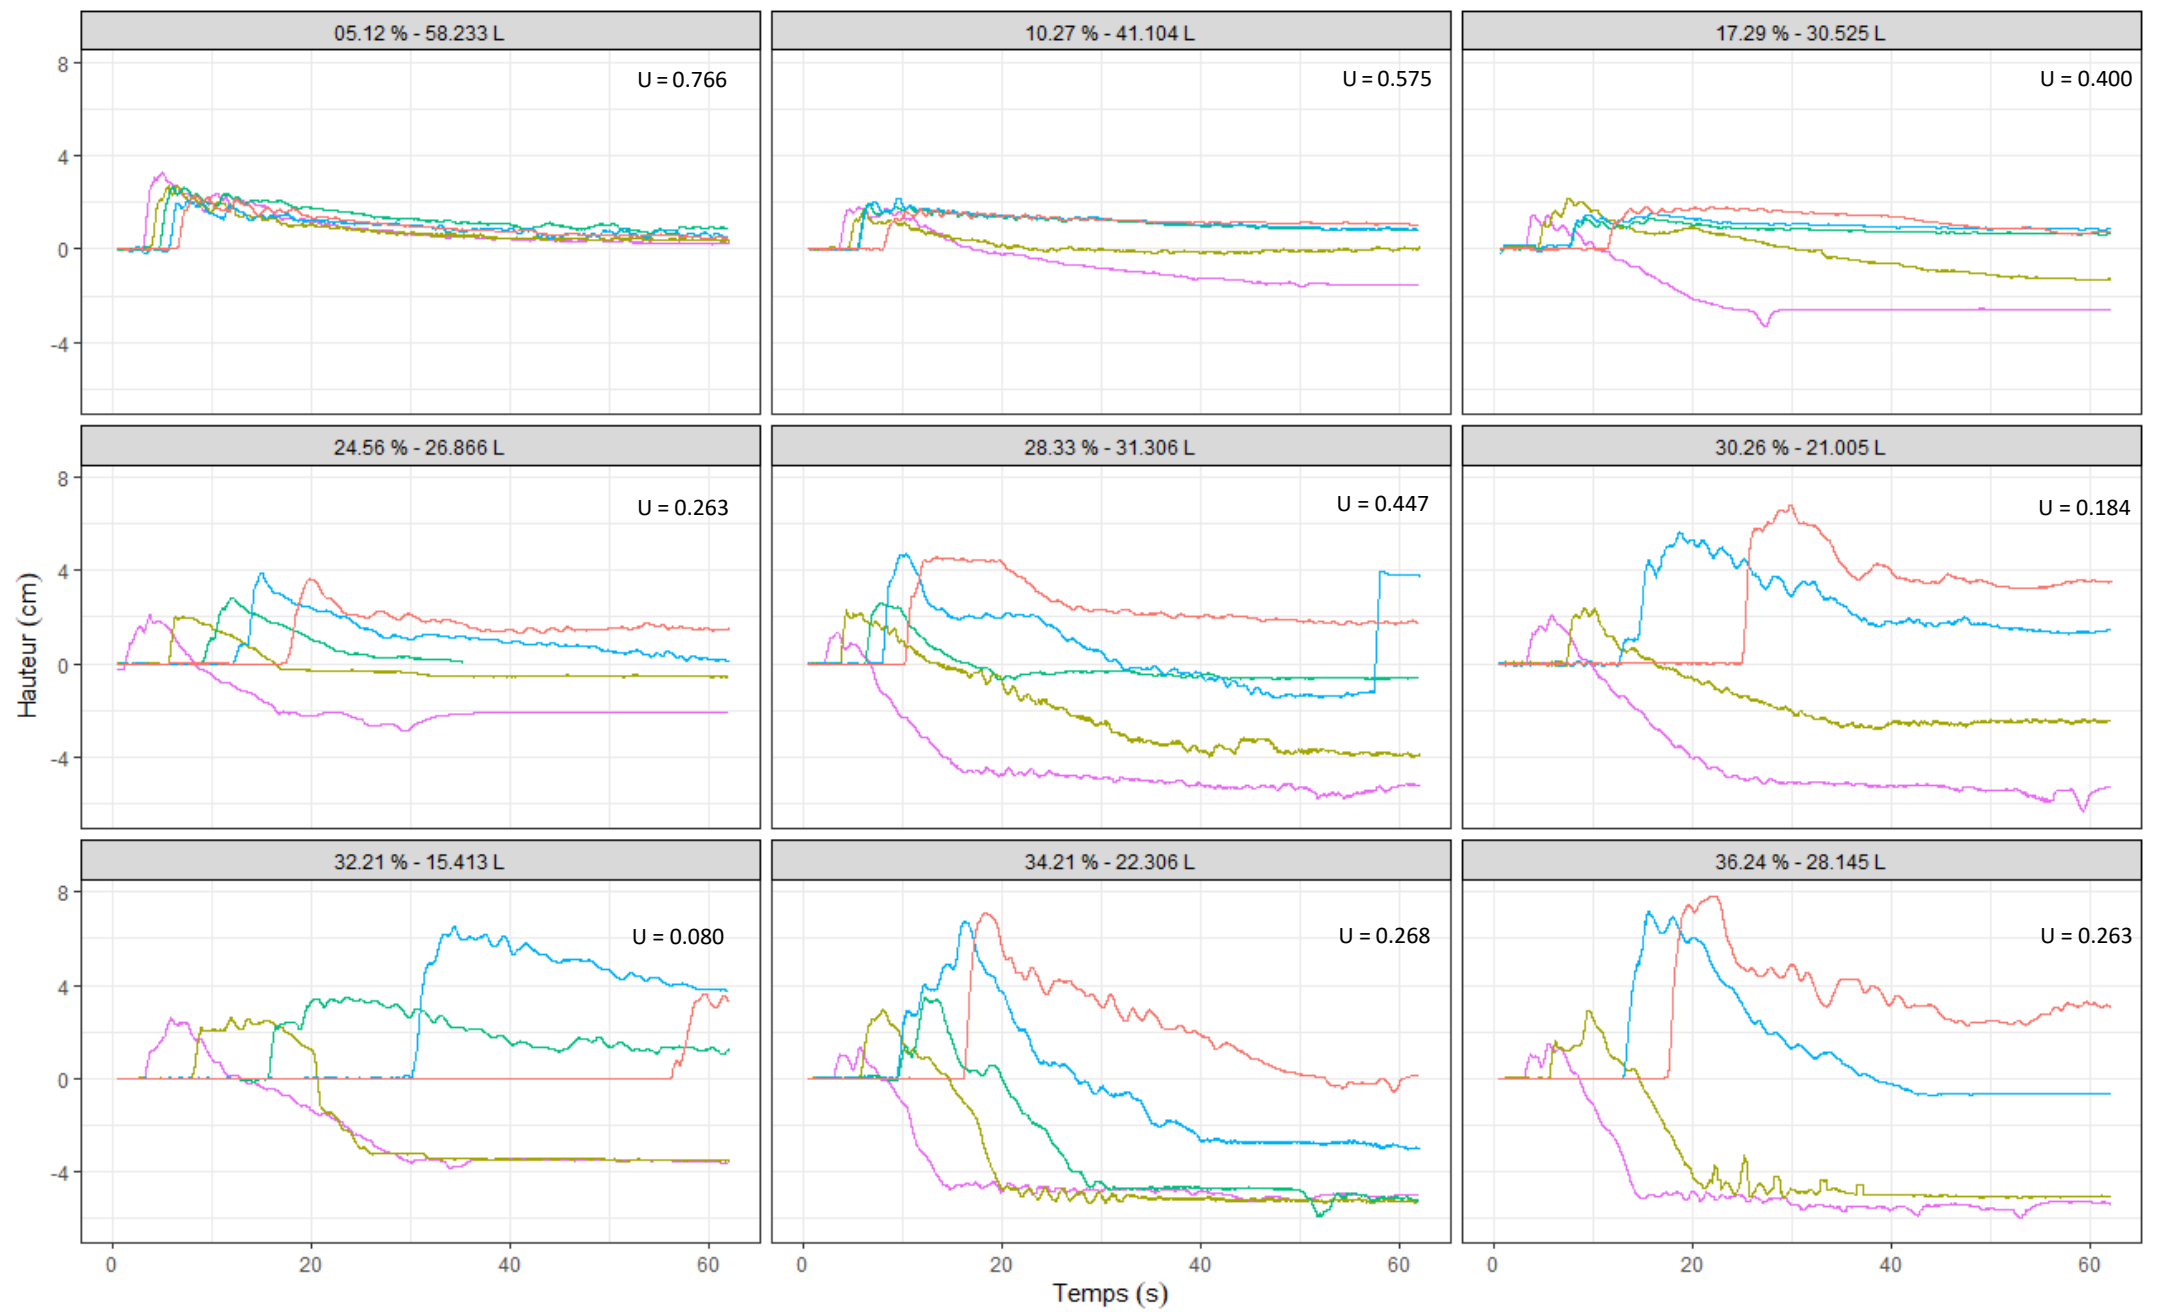 05.12 % - 58.233 L
10.27 % - 41.104 L
17.29 % - 30.525 L
8
4
0
-4
U = 0.766
U = 0.575
U = 0.400
24.56 % - 26.866 L
28.33 % - 31.306 L
30.26 % - 21.005 L
8
4
0
-4
U = 0.263
U = 0.447
U = 0.184
Hauteur (cm)
32.21 % - 15.413 L
34.21 % - 22.306 L
36.24 % - 28.145 L
8
4
0
-4
U = 0.080
U = 0.268
U = 0.263
0 20 40 60
0 20 40 60
0 20 40 60
Temps (s)